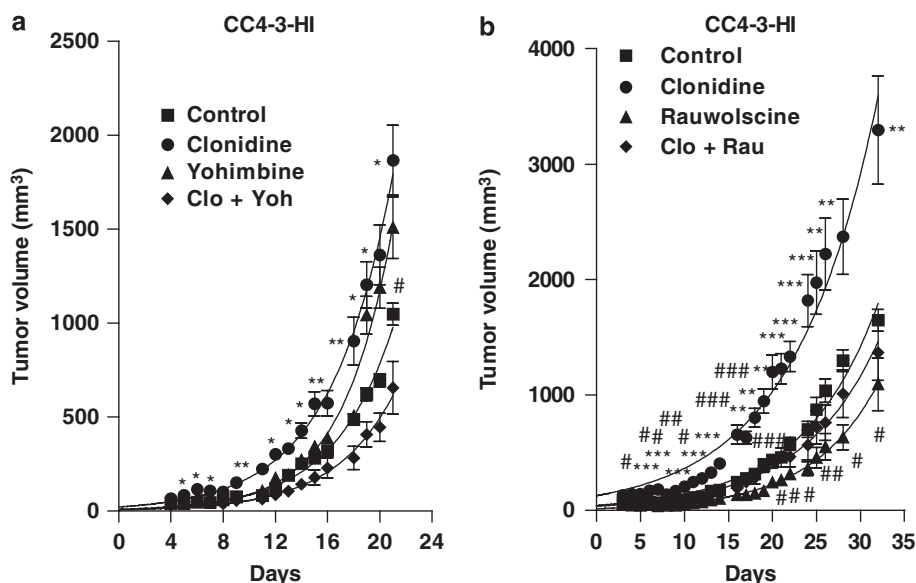 a
CC4-3-HI
2500
2000
1500
1000
500
0
Tumor volume (mm³)
Control
Clonidine
Yohimbine
Clo + Yoh
*
*
*
**
*
*
*
**
**
*
*
*
#
0 4 8 12 16 20 24
Days
b
CC4-3-HI
4000
3000
2000
1000
0
Tumor volume (mm³)
Control
Clonidine
Rauwolscine
Clo + Rau
**
**
**
***
***
***
***
###
**
###
**
**
##
## #
***
***
# ***
***
###
###
##
#
#
0 5 10 15 20 25 30 35
Days